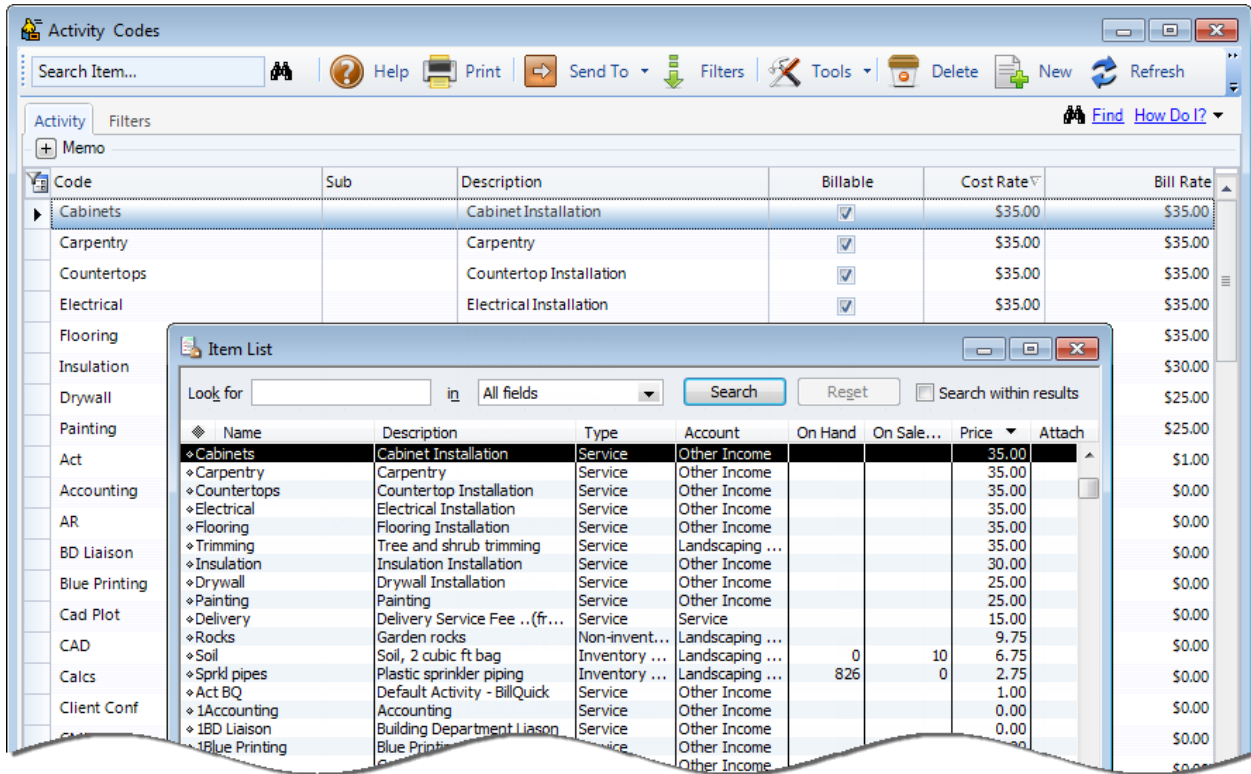 Activity Codes
Search Item... Help Print Send To Filters Tools Delete New Refresh
Activity Filters Find How Do I?
Memo
Code Sub Description Billable Cost Rate Bill Rate
Cabinets Cabinet Installation $35.00 $35.00
Carpentry Carpentry $35.00 $35.00
Countertops Countertop Installation $35.00 $35.00
Electrical Electrical Installation $35.00 $35.00
Flooring $35.00
Insulation $30.00
Drywall $25.00
Painting $25.00
Act $1.00
Accounting $0.00
AR $0.00
BD Liaison $0.00
Blue Printing $0.00
Cad Plot $0.00
CAD $0.00
Calcs $0.00
Client Conf $0.00
$0.00
Item List
Look for in All fields Search Reset Search within results
Name Description Type Account On Hand On Sale... Price Attach
Cabinets Cabinet Installation Service Other Income 35.00
Carpentry Carpentry Service Other Income 35.00
Countertops Countertop Installation Service Other Income 35.00
Electrical Electrical Installation Service Other Income 35.00
Flooring Flooring Installation Service Other Income 35.00
Trimming Tree and shrub trimming Service Landscaping ... 35.00
Insulation Insulation Installation Service Other Income 30.00
Drywall Drywall Installation Service Other Income 25.00
Painting Painting Service Other Income 25.00
Delivery Delivery Service Fee ..(fr... Service Service 15.00
Rocks Garden rocks Non-invent... Landscaping ... 9.75
Soil Soil, 2 cubic ft bag Inventory ... Landscaping ... 0 10 6.75
Sprkl pipes Plastic sprinkler piping Inventory ... Landscaping ... 826 0 2.75
Act BQ Default Activity - BillQuick Service Other Income 1.00
1Accounting Accounting Service Other Income 0.00
1BD Liaison Building Department Liason Service Other Income 0.00
1Blue Printing Blue Printing Other Income
Other Income